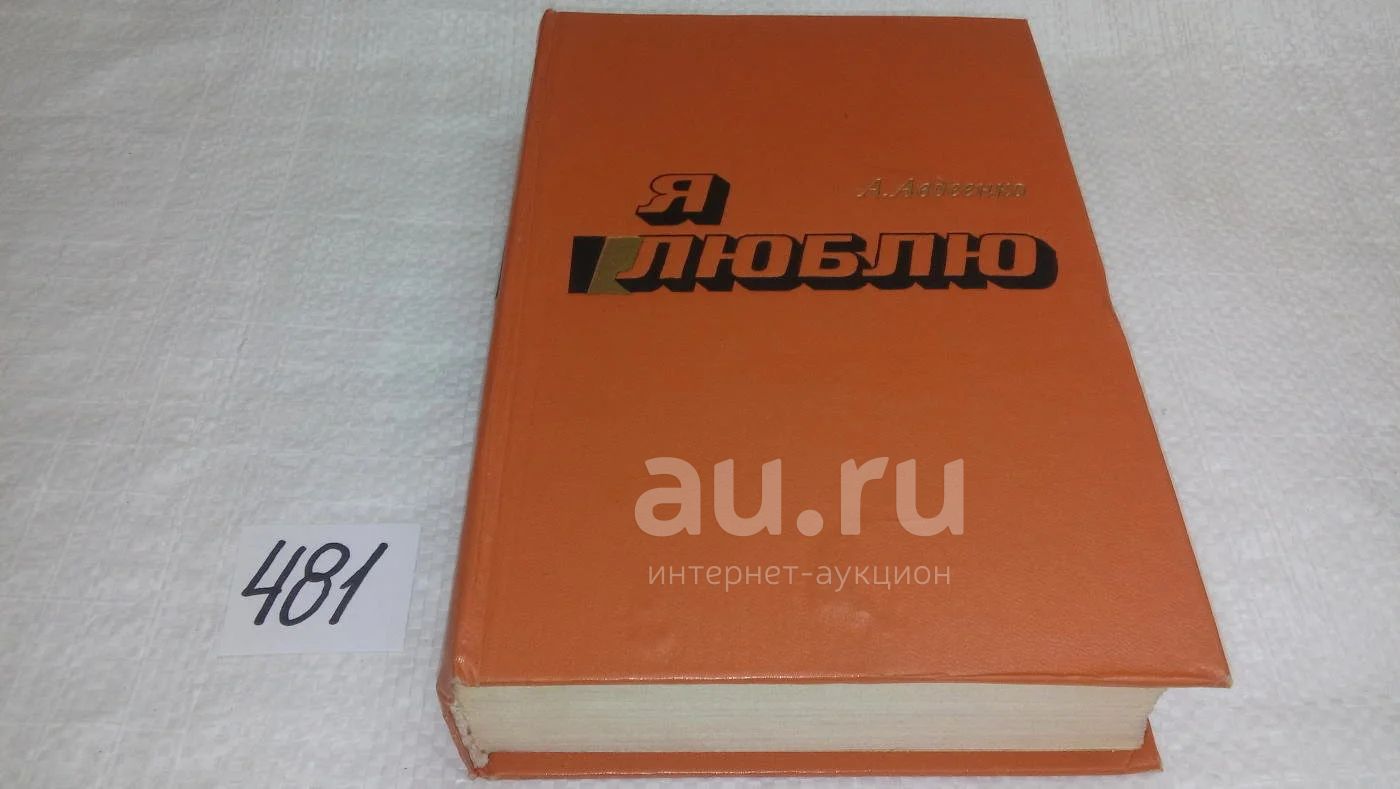 А. Авдеенко
Я
ЛЮБЛЮ
au.ru
интернет-аукцион
481